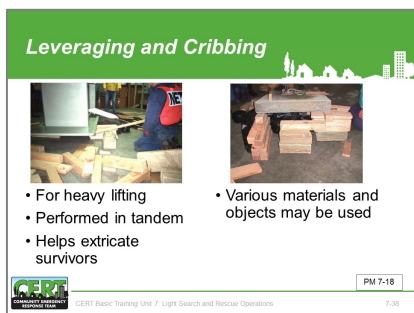 Leveraging and Cribbing
NET
• For heavy lifting
• Performed in tandem
• Helps extricate
survivors
• Various materials and
objects may be used
PM 7-18
CERT
COMMUNITY EMERGENCY
RESPONSE TEAM
CERT Basic Training Unit 7: Light Search and Rescue Operations
7-38